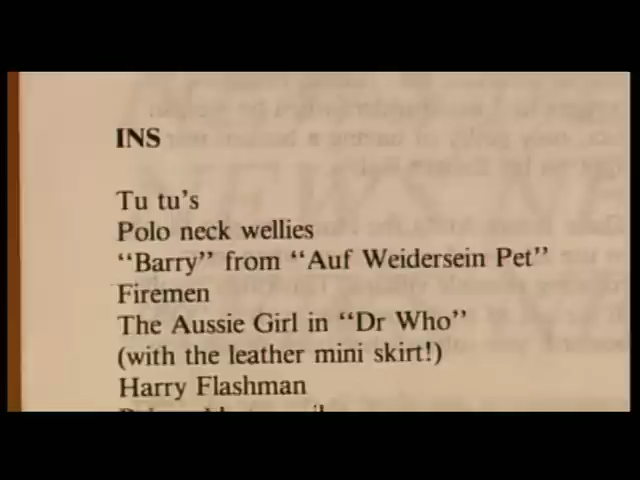 INS
Tu tu's
Polo neck wellies
“Barry” from “Auf Weidersein Pet”
Firemen
The Aussie Girl in “Dr Who”
(with the leather mini skirt!)
Harry Flashman